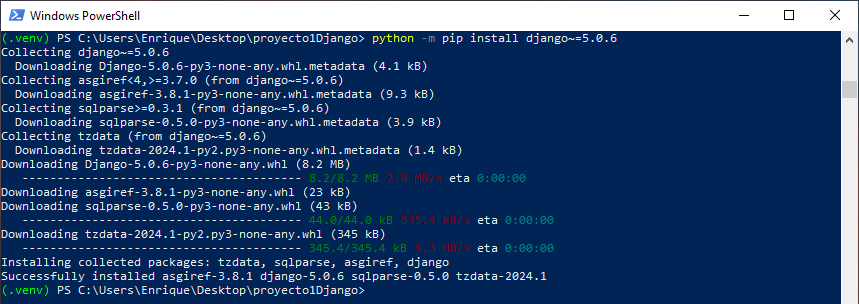 Windows PowerShell
(.venv) PS C:\Users\Enrique\Desktop\proyecto1Django> python -m pip install django~=5.0.6
Collecting django~=5.0.6
  Downloading Django-5.0.6-py3-none-any.whl.metadata (4.1 kB)
Collecting asgiref<4,>=3.7.0 (from django~=5.0.6)
  Downloading asgiref-3.8.1-py3-none-any.whl.metadata (9.3 kB)
Collecting sqlparse>=0.3.1 (from django~=5.0.6)
  Downloading sqlparse-0.5.0-py3-none-any.whl.metadata (3.9 kB)
Collecting tzdata (from django~=5.0.6)
  Downloading tzdata-2024.1-py2.py3-none-any.whl.metadata (1.4 kB)
Downloading Django-5.0.6-py3-none-any.whl (8.2 MB)
   ---------------------------------------- 8.2/8.2 MB 2.8 MB/s eta 0:00:00
Downloading asgiref-3.8.1-py3-none-any.whl (23 kB)
Downloading sqlparse-0.5.0-py3-none-any.whl (43 kB)
   ---------------------------------------- 44.0/44.0 kB 535.4 kB/s eta 0:00:00
Downloading tzdata-2024.1-py2.py3-none-any.whl (345 kB)
   ---------------------------------------- 345.4/345.4 kB 4.3 MB/s eta 0:00:00
Installing collected packages: tzdata, sqlparse, asgiref, django
Successfully installed asgiref-3.8.1 django-5.0.6 sqlparse-0.5.0 tzdata-2024.1
(.venv) PS C:\Users\Enrique\Desktop\proyecto1Django>